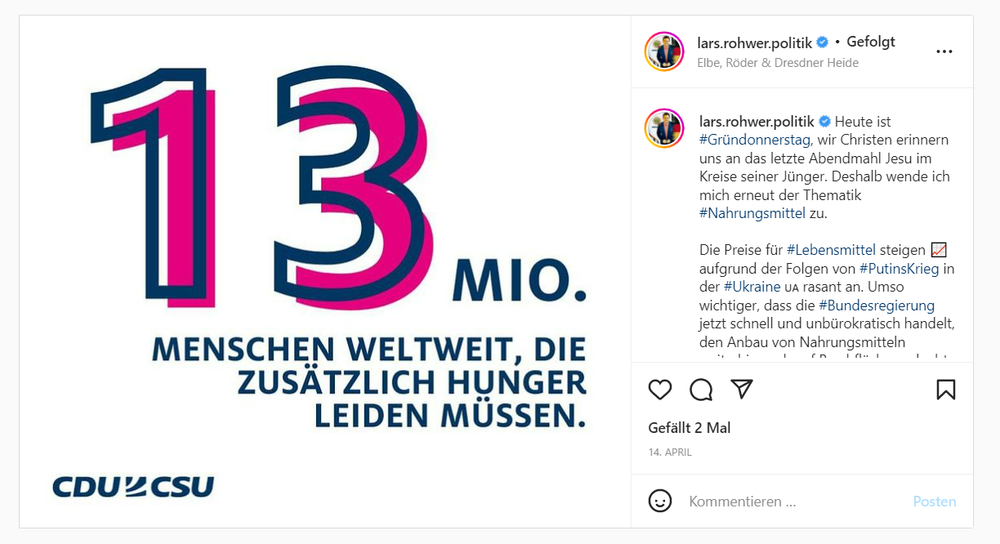 13 MIO.
MENSCHEN WELTWEIT, DIE
ZUSÄTZLICH HUNGER
LEIDEN MÜSSEN.
CDU CSU
lars.rohwer.politik • Gefolgt
Elbe, Röder & Dresdner Heide
lars.rohwer.politik Heute ist
#Gründonnerstag, wir Christen erinnern
uns an das letzte Abendmahl Jesu im
Kreise seiner Jünger. Deshalb wende ich
mich erneut der Thematik
#Nahrungsmittel zu.
Die Preise für #Lebensmittel steigen 📈
aufgrund der Folgen von #PutinsKrieg in
der #Ukraine 🇺🇦 rasant an. Umso
wichtiger, dass die #Bundesregierung
jetzt schnell und unbürokratisch handelt,
den Anbau von Nahrungsmitteln
Gefällt 2 Mal
14. APRIL
Kommentieren ...
Posten